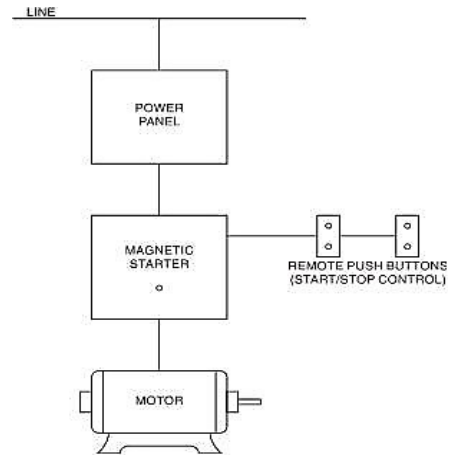 LINE
POWER
PANEL
MAGNETIC
STARTER
REMOTE PUSH BUTTONS
(START/STOP CONTROL)
MOTOR